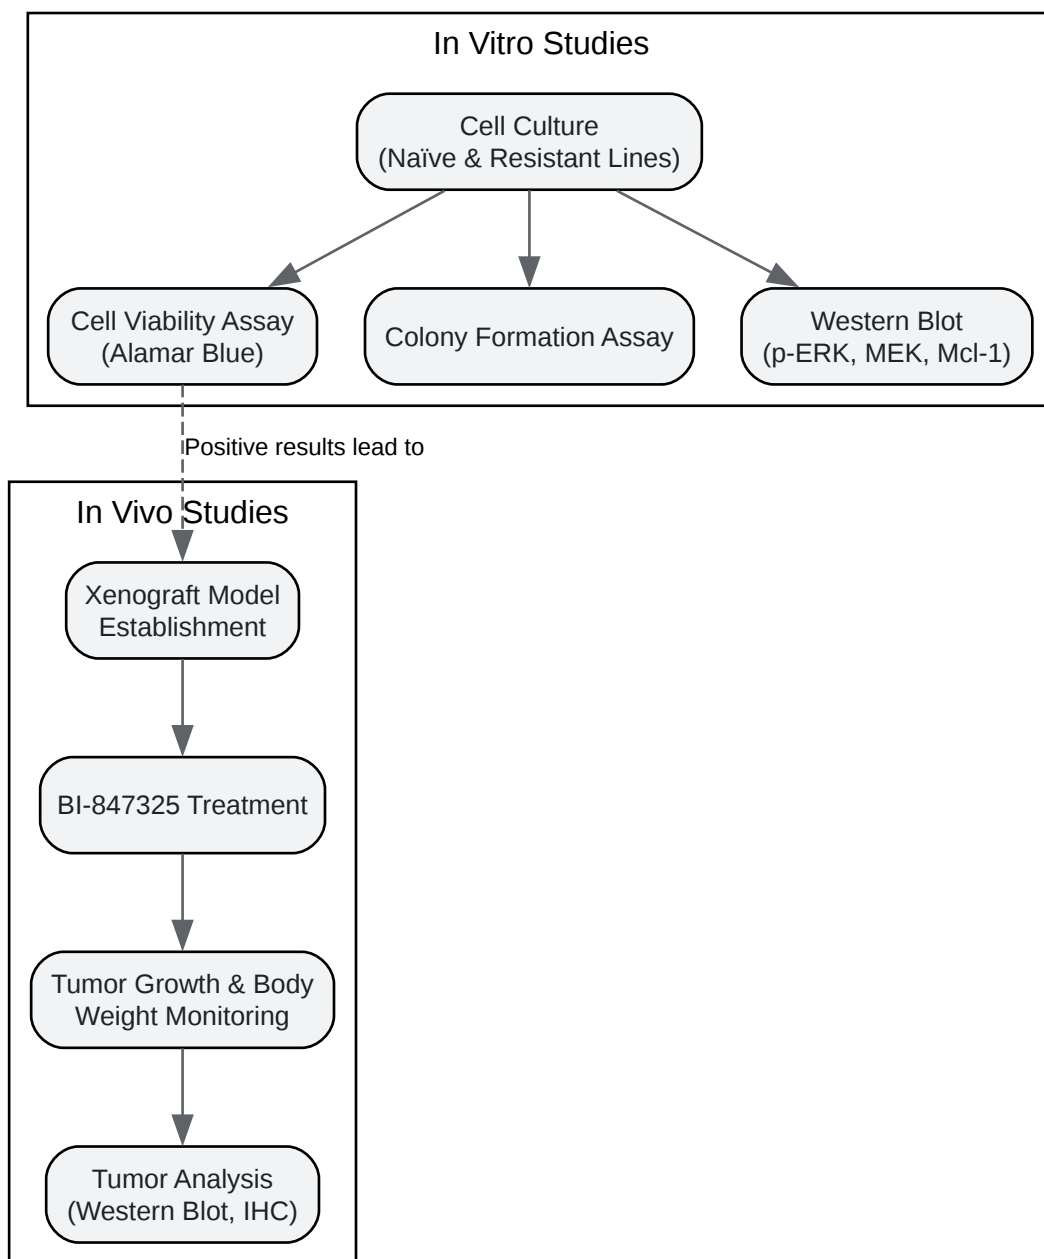 In Vitro Studies
Cell Culture
(Naïve & Resistant Lines)
Cell Viability Assay
(Alamar Blue)
Colony Formation Assay
Western Blot
(p-ERK, MEK, Mcl-1)
Positive results lead to
In Vivo Studies
Xenograft Model
Establishment
BI-847325 Treatment
Tumor Growth & Body
Weight Monitoring
Tumor Analysis
(Western Blot, IHC)